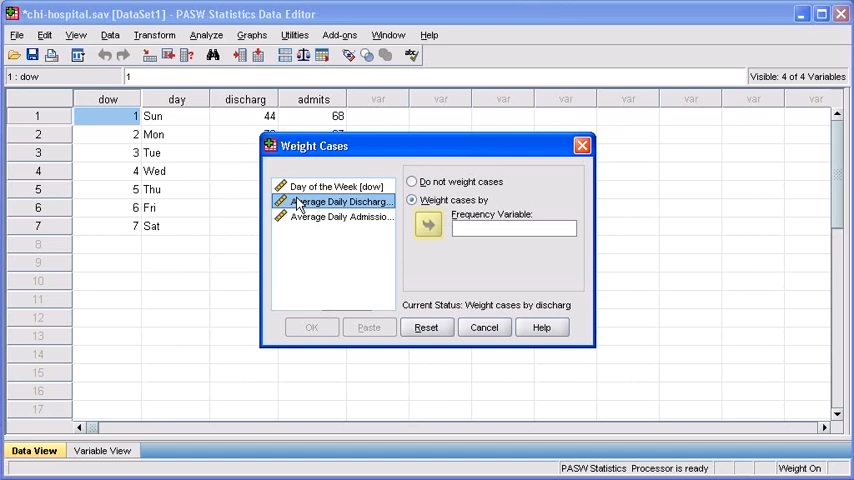 *chi-hospital.sav [DataSet1] - PASW Statistics Data Editor
File Edit View Data Transform Analyze Graphs Utilities Add-ons Window Help
1 : dow 1 Visible: 4 of 4 Variables
dow day discharg admits var var var var var var var
1 1 Sun 44 68
2 2 Mon
3 3 Tue
4 4 Wed
5 5 Thu
6 6 Fri
7 7 Sat
8
9
10
11
12
13
14
15
16
17
Weight Cases
Day of the Week [dow]
Average Daily Discharg...
Average Daily Admissio...
Do not weight cases
Weight cases by
Frequency Variable:
Current Status: Weight cases by discharg
OK Paste Reset Cancel Help
Data View Variable View
PASW Statistics Processor is ready Weight On